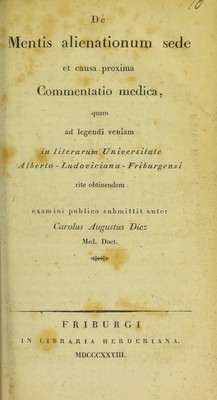 De
Mentis alienationum sede
et causa proxima
Commentatio medica,
quam
ad legendi veniam
in literarum Universitate
Alberto-Ludoviciana-Friburgensi
rite obtinendam
examini publico submittit autor
Carolus Augustus Diez
Med. Doct.
FRIBURGI
IN LIBRARIA HERDERIANA.
MDCCCXXVIII.